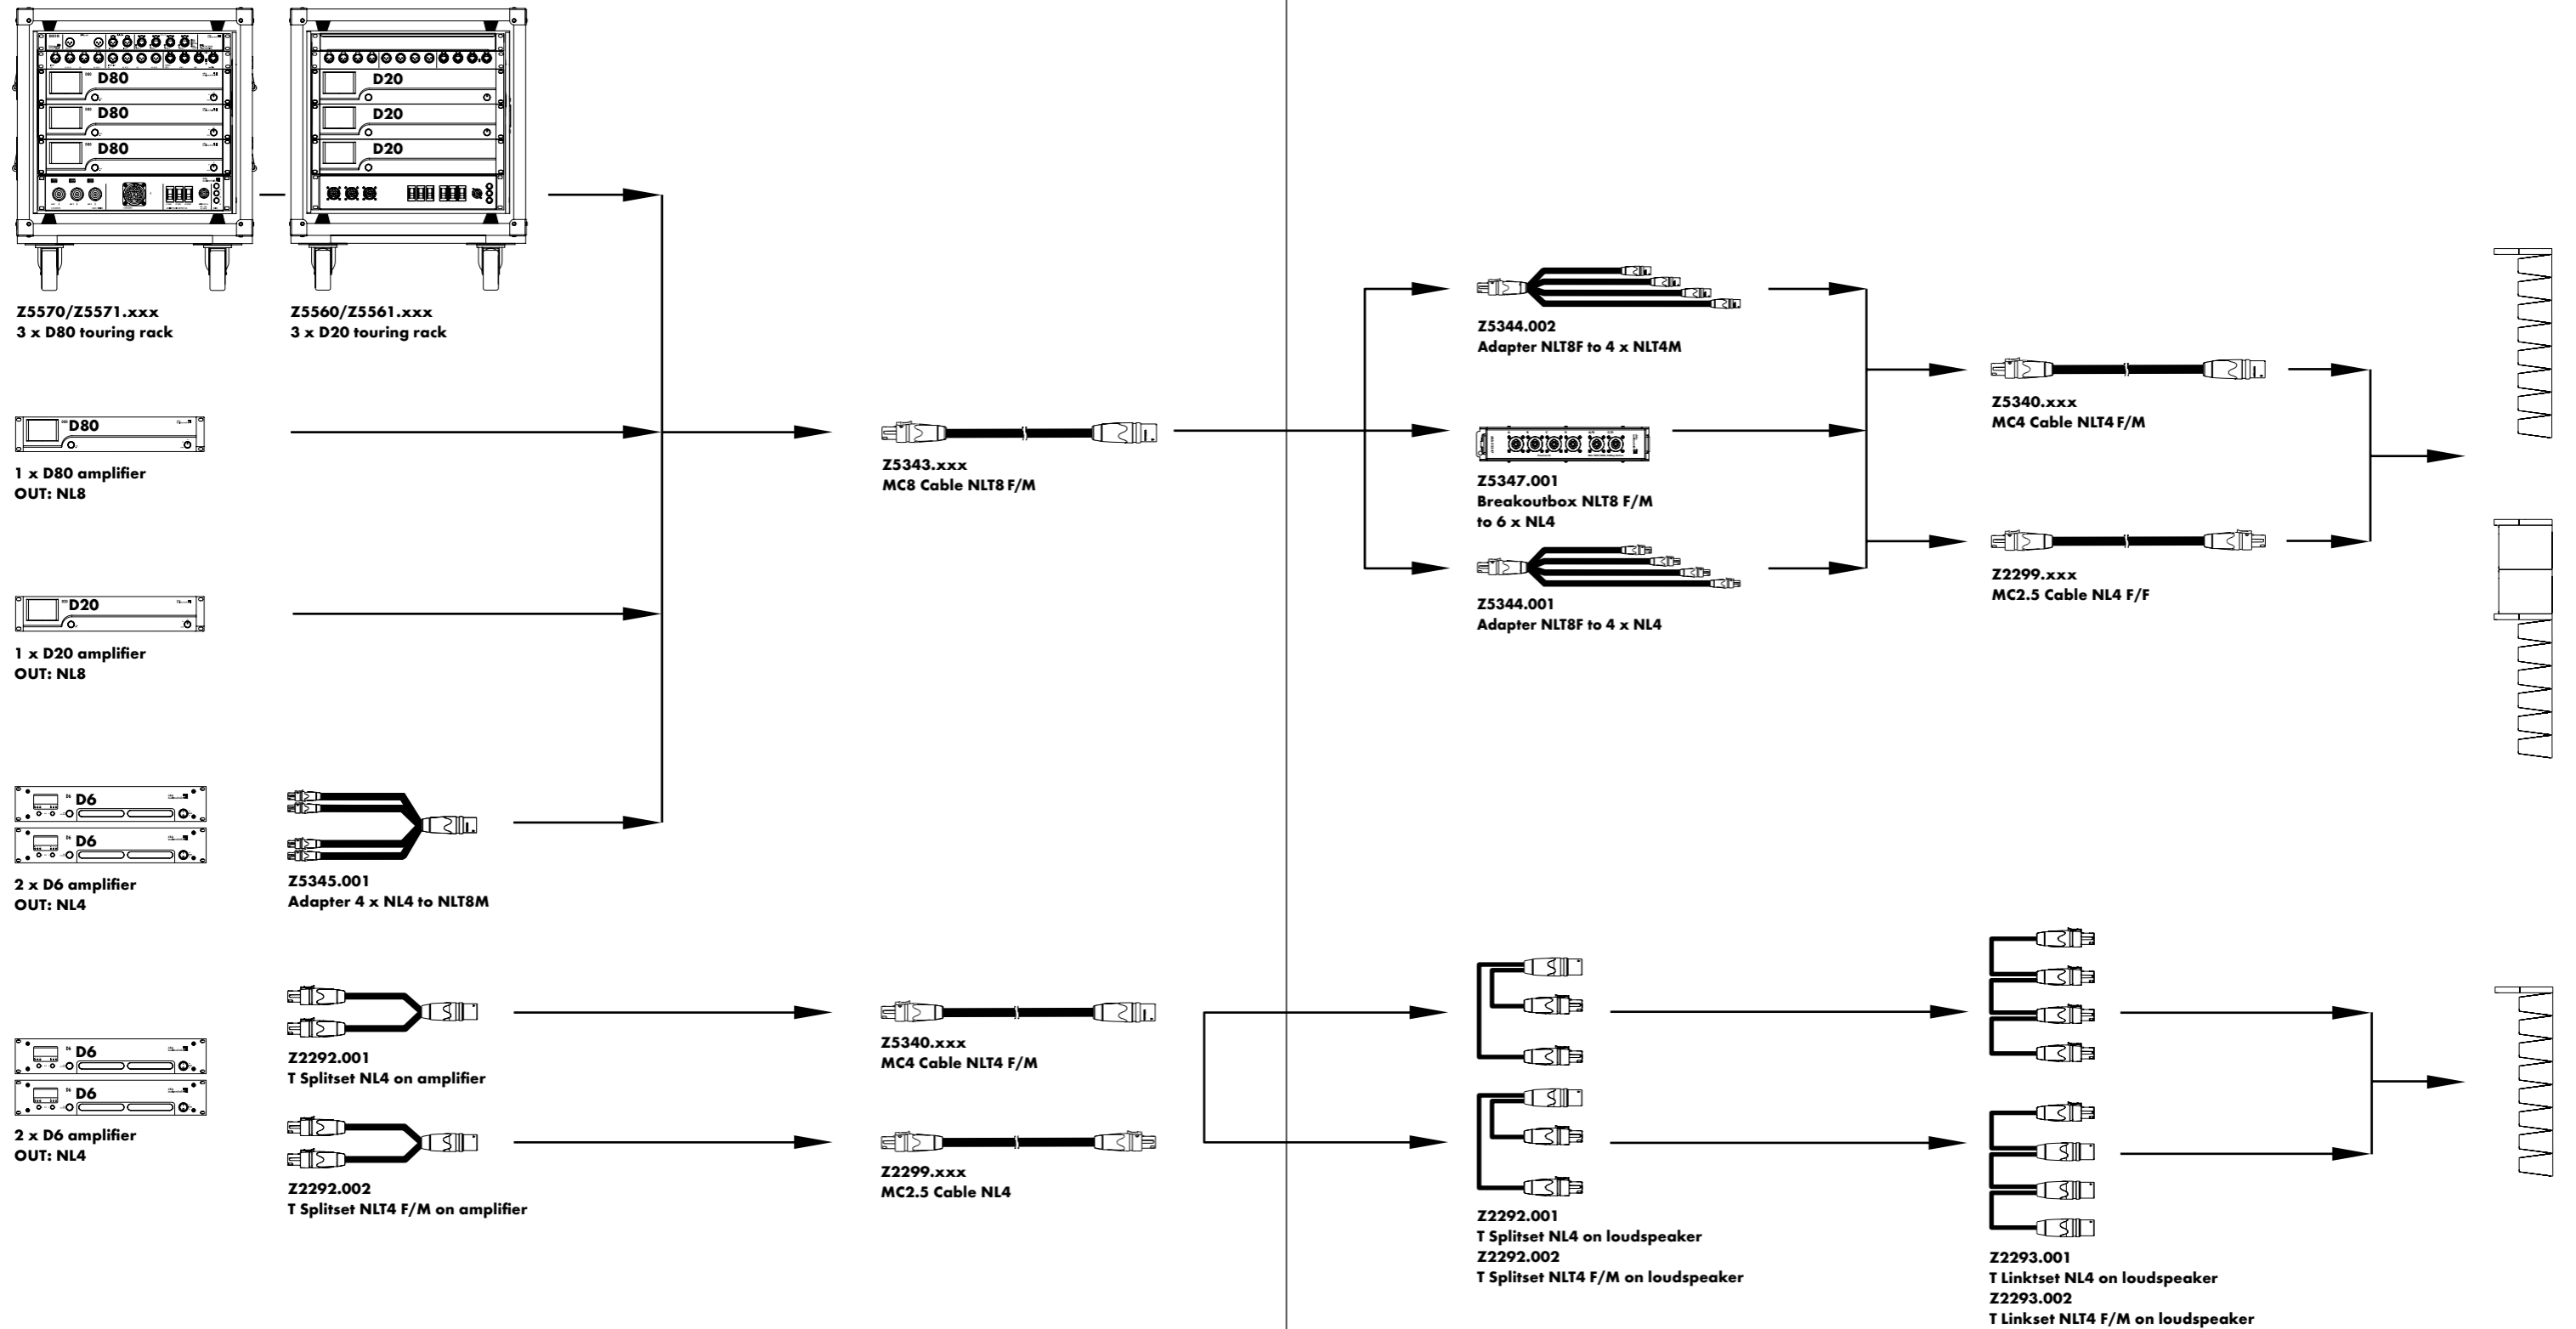 D80
D80
D80
D20
D20
D20
Z5570/Z5571.xxx
3 x D80 touring rack
Z5560/Z5561.xxx
3 x D20 touring rack
D80
1 x D80 amplifier
OUT: NL8
D20
1 x D20 amplifier
OUT: NL8
D6
D6
2 x D6 amplifier
OUT: NL4
Z5345.001
Adapter 4 x NL4 to NLT8M
D6
D6
2 x D6 amplifier
OUT: NL4
Z2292.001
T Splitset NL4 on amplifier
Z2292.002
T Splitset NLT4 F/M on amplifier
Z5343.xxx
MC8 Cable NLT8 F/M
Z5340.xxx
MC4 Cable NLT4 F/M
Z2299.xxx
MC2.5 Cable NL4
Z5344.002
Adapter NLT8F to 4 x NLT4M
Z5347.001
Breakoutbox NLT8 F/M
to 6 x NL4
Z5344.001
Adapter NLT8F to 4 x NL4
Z5340.xxx
MC4 Cable NLT4 F/M
Z2299.xxx
MC2.5 Cable NL4 F/F
Z2292.001
T Splitset NL4 on loudspeaker
Z2292.002
T Splitset NLT4 F/M on loudspeaker
Z2293.001
T Linktset NL4 on loudspeaker
Z2293.002
T Linkset NLT4 F/M on loudspeaker